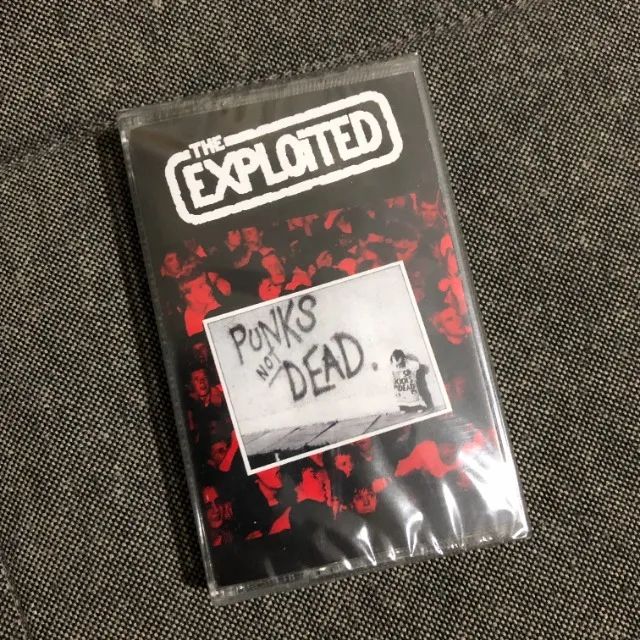 THE
EXPLOITED
PUNKS
NOT
DEAD.